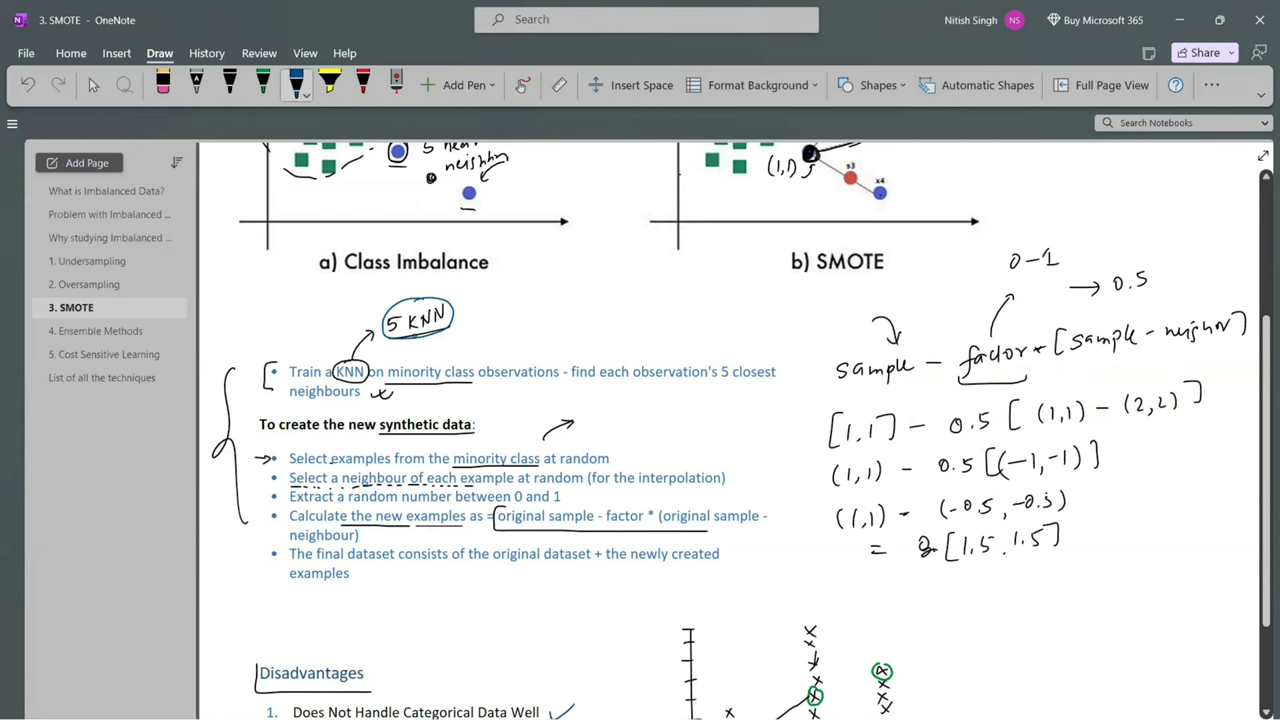 3. SMOTE - OneNote
Search
Nitish Singh NS
Buy Microsoft 365
File Home Insert Draw History Review View Help
Share
Add Pen
Insert Space
Format Background
Shapes
Automatic Shapes
Full Page View
Search Notebooks
Add Page
What is Imbalanced Data?
Problem with Imbalanced ...
Why studying Imbalanced ...
1. Undersampling
2. Oversampling
3. SMOTE
4. Ensemble Methods
5. Cost Sensitive Learning
List of all the techniques
5
(1,1)
s3
x4
a) Class Imbalance
b) SMOTE
0-1
→ 0.5
5 KNN
sample - factor * [sample - neighbor]
Train a KNN on minority class observations - find each observation's 5 closest
neighbours
To create the new synthetic data:
Select examples from the minority class at random
Select a neighbour of each example at random (for the interpolation)
Extract a random number between 0 and 1
Calculate the new examples as = original sample - factor * (original sample -
neighbour)
The final dataset consists of the original dataset + the newly created
examples
[1,1] - 0.5 [ (1,1) - (2,2) ]
(1,1) - 0.5 [(-1,-1)]
(1,1) - (-0.5, -0.5)
= [1.5, 1.5]
Disadvantages
1. Does Not Handle Categorical Data Well